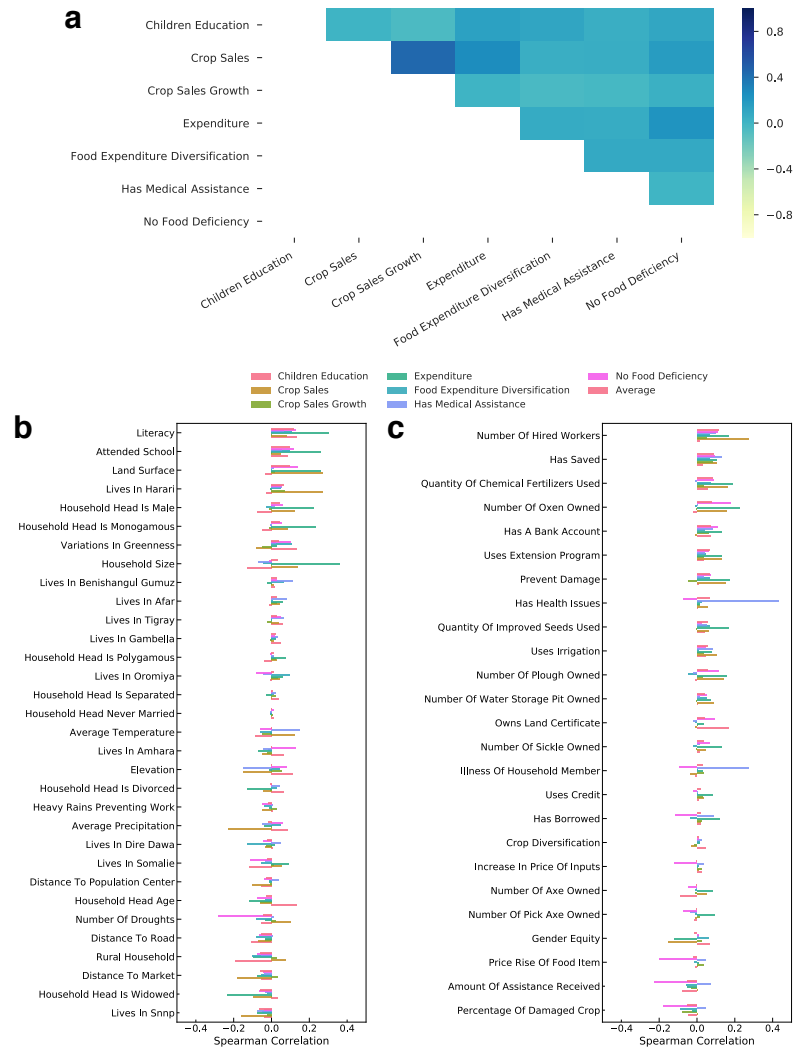 a
Children Education
Crop Sales
Crop Sales Growth
Expenditure
Food Expenditure Diversification
Has Medical Assistance
No Food Deficiency
Children Education
Crop Sales
Crop Sales Growth
Expenditure
Food Expenditure Diversification
Has Medical Assistance
No Food Deficiency
0.8
0.4
0.0
−0.4
−0.8
Children Education
Crop Sales
Crop Sales Growth
Expenditure
Food Expenditure Diversification
Has Medical Assistance
No Food Deficiency
Average
b
Literacy
Attended School
Land Surface
Lives In Harari
Household Head Is Male
Household Head Is Monogamous
Variations In Greenness
Household Size
Lives In Benishangul Gumuz
Lives In Afar
Lives In Tigray
Lives In Gambella
Household Head Is Polygamous
Lives In Oromiya
Household Head Is Separated
Household Head Never Married
Average Temperature
Lives In Amhara
Elevation
Household Head Is Divorced
Heavy Rains Preventing Work
Average Precipitation
Lives In Dire Dawa
Lives In Somalie
Distance To Population Center
Household Head Age
Number Of Droughts
Distance To Road
Rural Household
Distance To Market
Household Head Is Widowed
Lives In Snnp
−0.4 −0.2 0.0 0.2 0.4
Spearman Correlation
c
Number Of Hired Workers
Has Saved
Quantity Of Chemical Fertilizers Used
Number Of Oxen Owned
Has A Bank Account
Uses Extension Program
Prevent Damage
Has Health Issues
Quantity Of Improved Seeds Used
Uses Irrigation
Number Of Plough Owned
Number Of Water Storage Pit Owned
Owns Land Certificate
Number Of Sickle Owned
Illness Of Household Member
Uses Credit
Has Borrowed
Crop Diversification
Increase In Price Of Inputs
Number Of Axe Owned
Number Of Pick Axe Owned
Gender Equity
Price Rise Of Food Item
Amount Of Assistance Received
Percentage Of Damaged Crop
−0.4 −0.2 0.0 0.2 0.4
Spearman Correlation